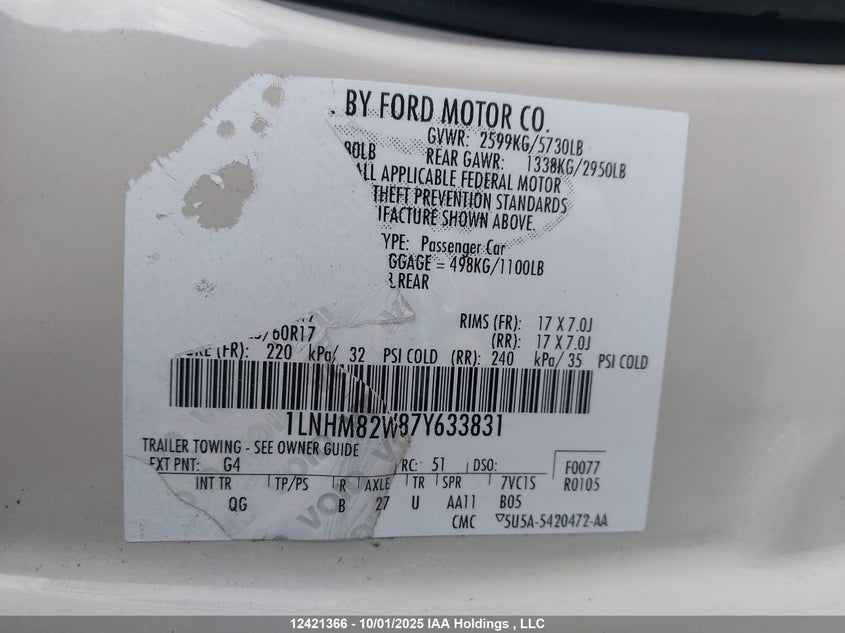 BY FORD MOTOR CO.
GVWR: 2599KG/5730LB
80LB REAR GAWR: 1338KG/2950LB
ALL APPLICABLE FEDERAL MOTOR
THEFT PREVENTION STANDARDS
FACTURE SHOWN ABOVE.
YPE: Passenger Car
GGAGE = 498KG/1100LB
REAR
RIMS (FR): 17 X 7.0J
/60R17 (RR): 17 X 7.0J
(FR): 220 kPa/ 32 PSI COLD (RR): 240 kPa/ 35 PSI COLD
1LNHM82W87Y633831
TRAILER TOWING - SEE OWNER GUIDE
EXT PNT: G4 RC: 51 DSO: F0077
INT TR TP/PS R AXLE TR SPR 7VC1S R0105
QG B 27 U AA11 B05
CMC ▽5U5A-5420472-AA
12421366 - 10/01/2025 IAA Holdings , LLC